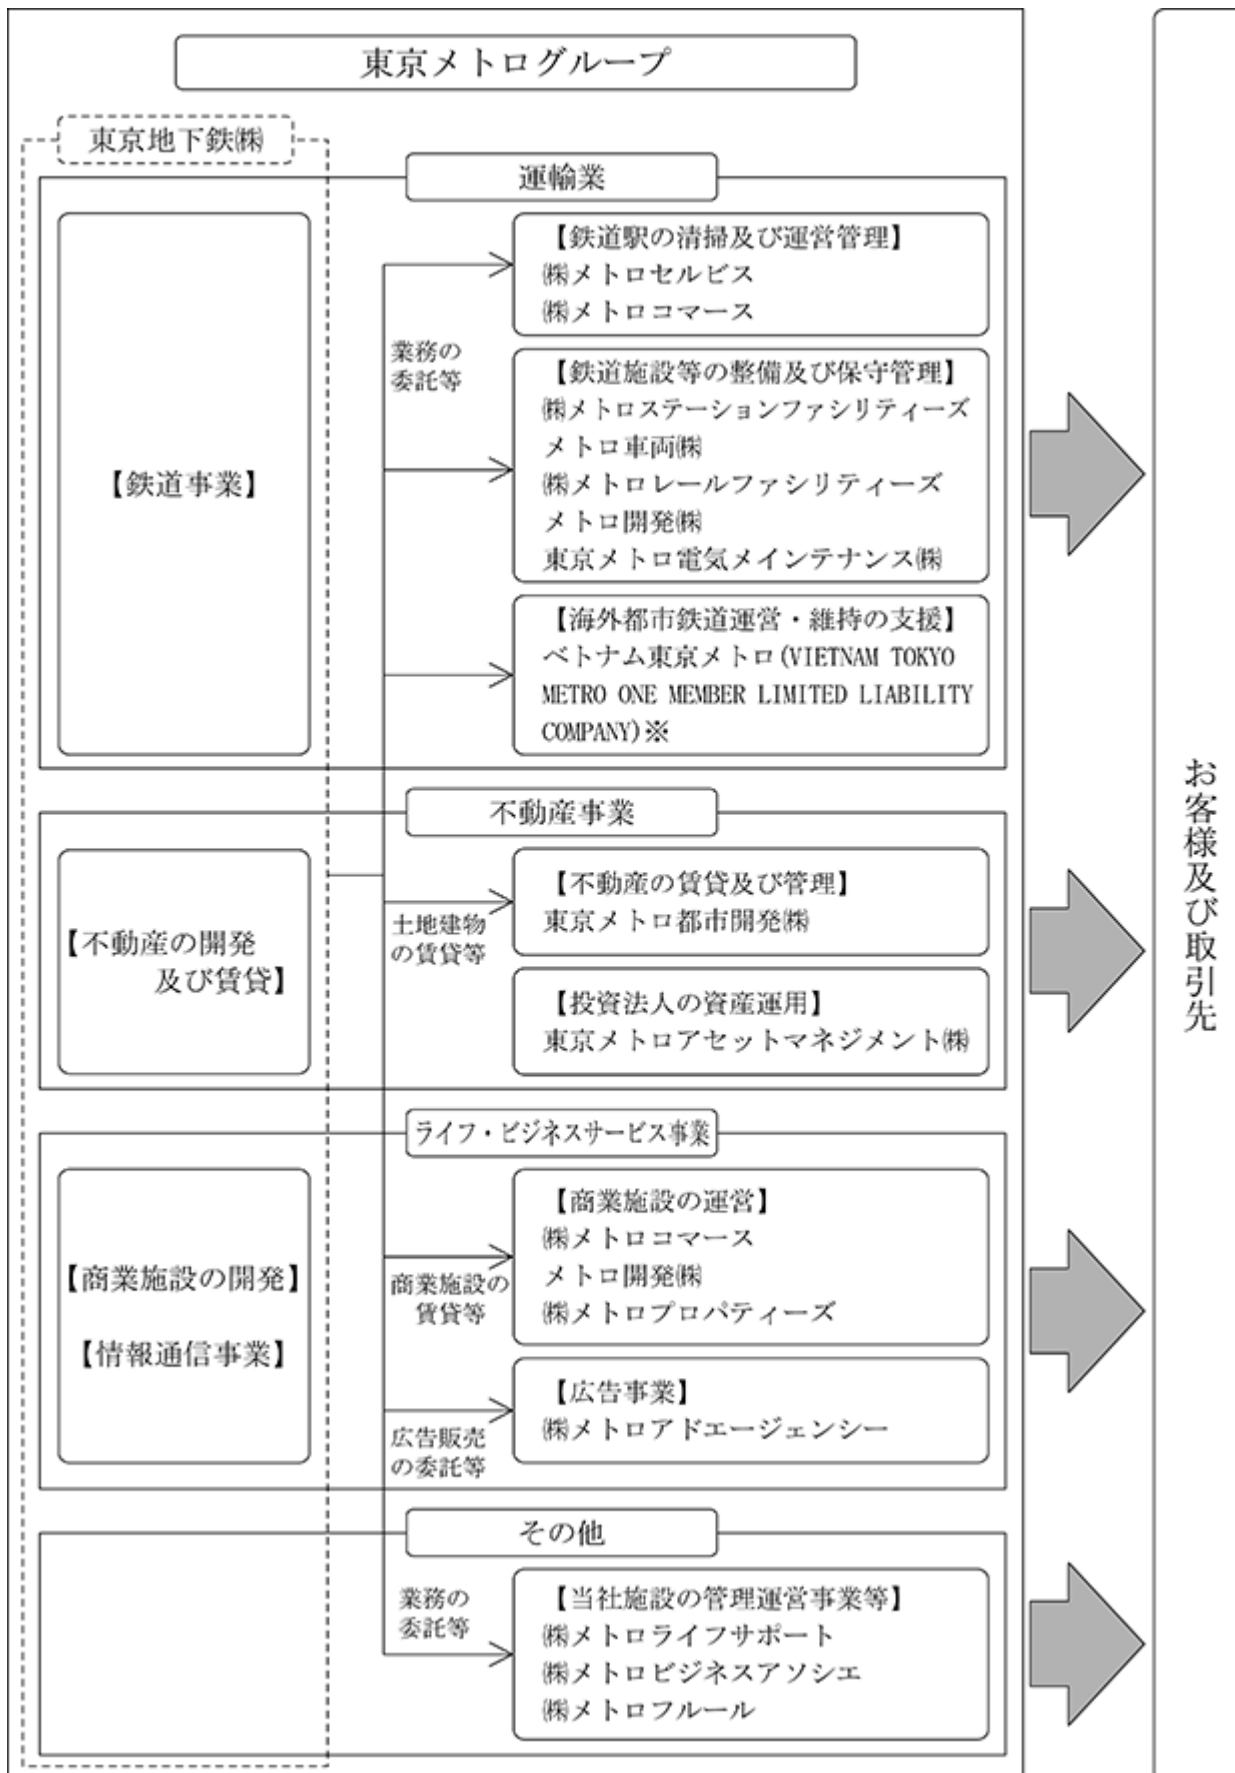 東京メトログループ
東京地下鉄㈱
運輸業
【鉄道事業】
業務の
委託等
【鉄道駅の清掃及び運営管理】
㈱メトロセルビス
㈱メトロコマース
【鉄道施設等の整備及び保守管理】
㈱メトロステーションファシリティーズ
メトロ車両㈱
㈱メトロレールファシリティーズ
メトロ開発㈱
東京メトロ電気メインテナンス㈱
【海外都市鉄道運営・維持の支援】
ベトナム東京メトロ(VIETNAM TOKYO
METRO ONE MEMBER LIMITED LIABILITY
COMPANY)※
不動産事業
【不動産の開発
及び賃貸】
土地建物
の賃貸等
【不動産の賃貸及び管理】
東京メトロ都市開発㈱
【投資法人の資産運用】
東京メトロアセットマネジメント㈱
ライフ・ビジネスサービス事業
【商業施設の開発】
【情報通信事業】
商業施設の
賃貸等
【商業施設の運営】
㈱メトロコマース
メトロ開発㈱
㈱メトロプロパティーズ
広告販売
の委託等
【広告事業】
㈱メトロアドエージェンシー
その他
業務の
委託等
【当社施設の管理運営事業等】
㈱メトロライフサポート
㈱メトロビジネスアソシエ
㈱メトロフルール
お客様及び取引先